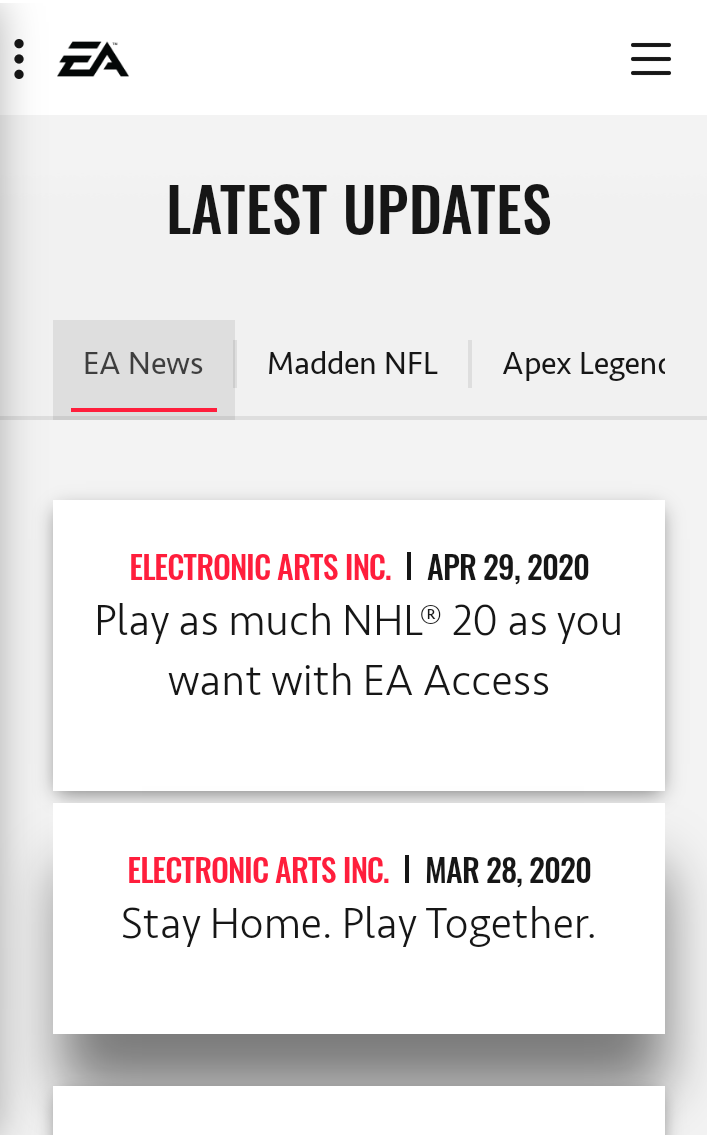 EA
LATEST UPDATES
EA News
Madden NFL
Apex Legend
ELECTRONIC ARTS INC. | APR 29, 2020
Play as much NHL® 20 as you
want with EA Access
ELECTRONIC ARTS INC. | MAR 28, 2020
Stay Home. Play Together.